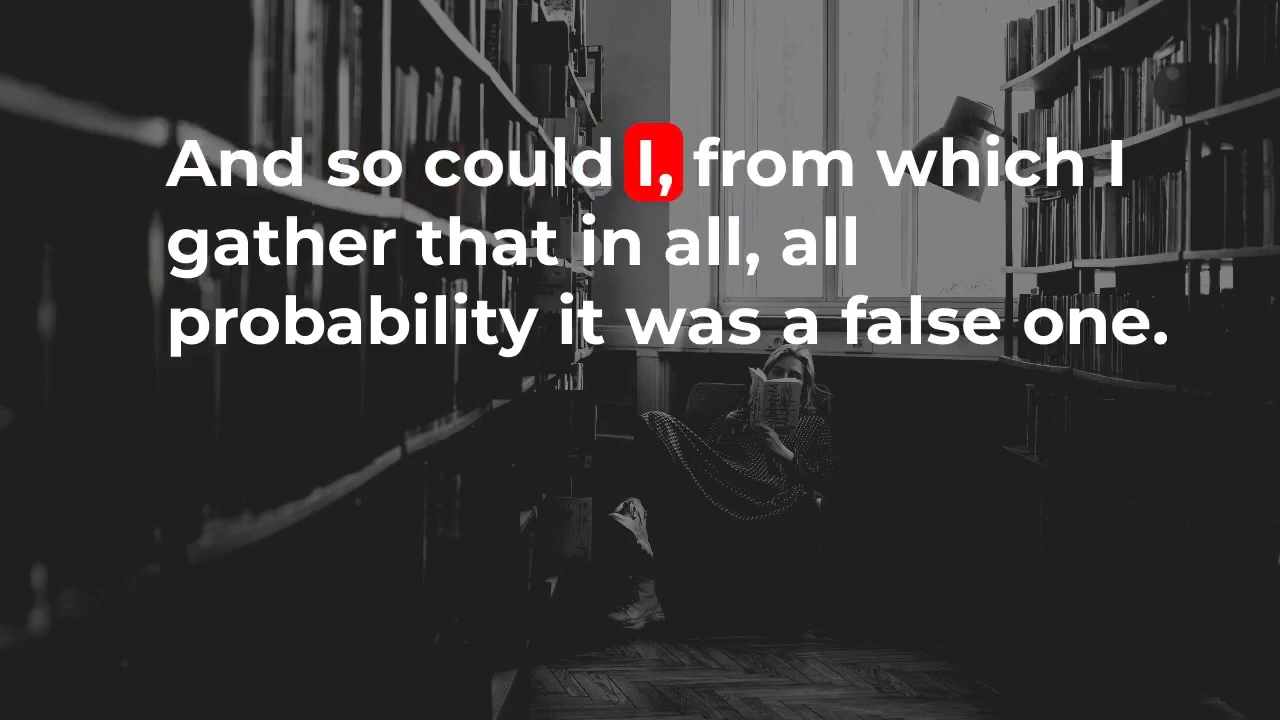 And so could I, from which I
gather that in all, all
probability it was a false one.